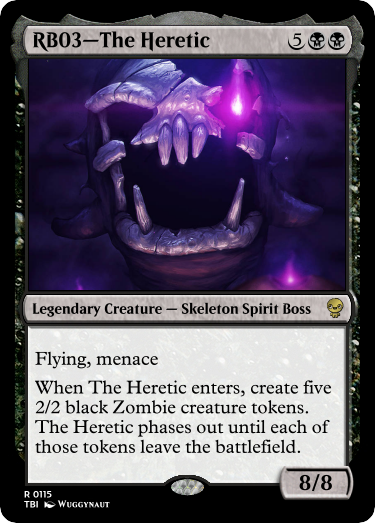 RB03—The Heretic 5
Legendary Creature — Skeleton Spirit Boss
Flying, menace
When The Heretic enters, create five
2/2 black Zombie creature tokens.
The Heretic phases out until each of
those tokens leave the battlefield.
8/8
R 0115
TBI Wuggynaut